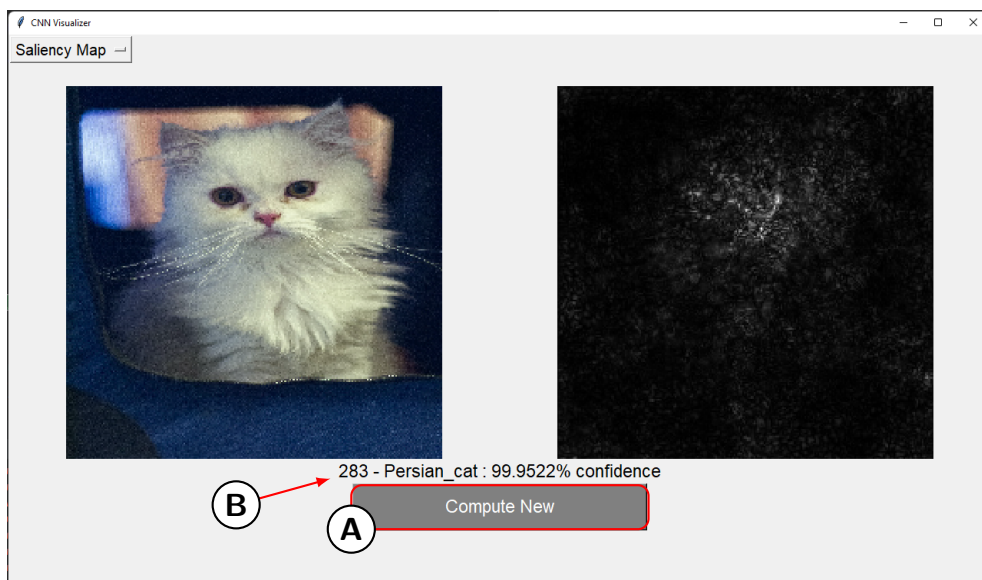 CNN Visualizer
Saliency Map
283 - Persian_cat : 99.9522% confidence
B
Compute New
A